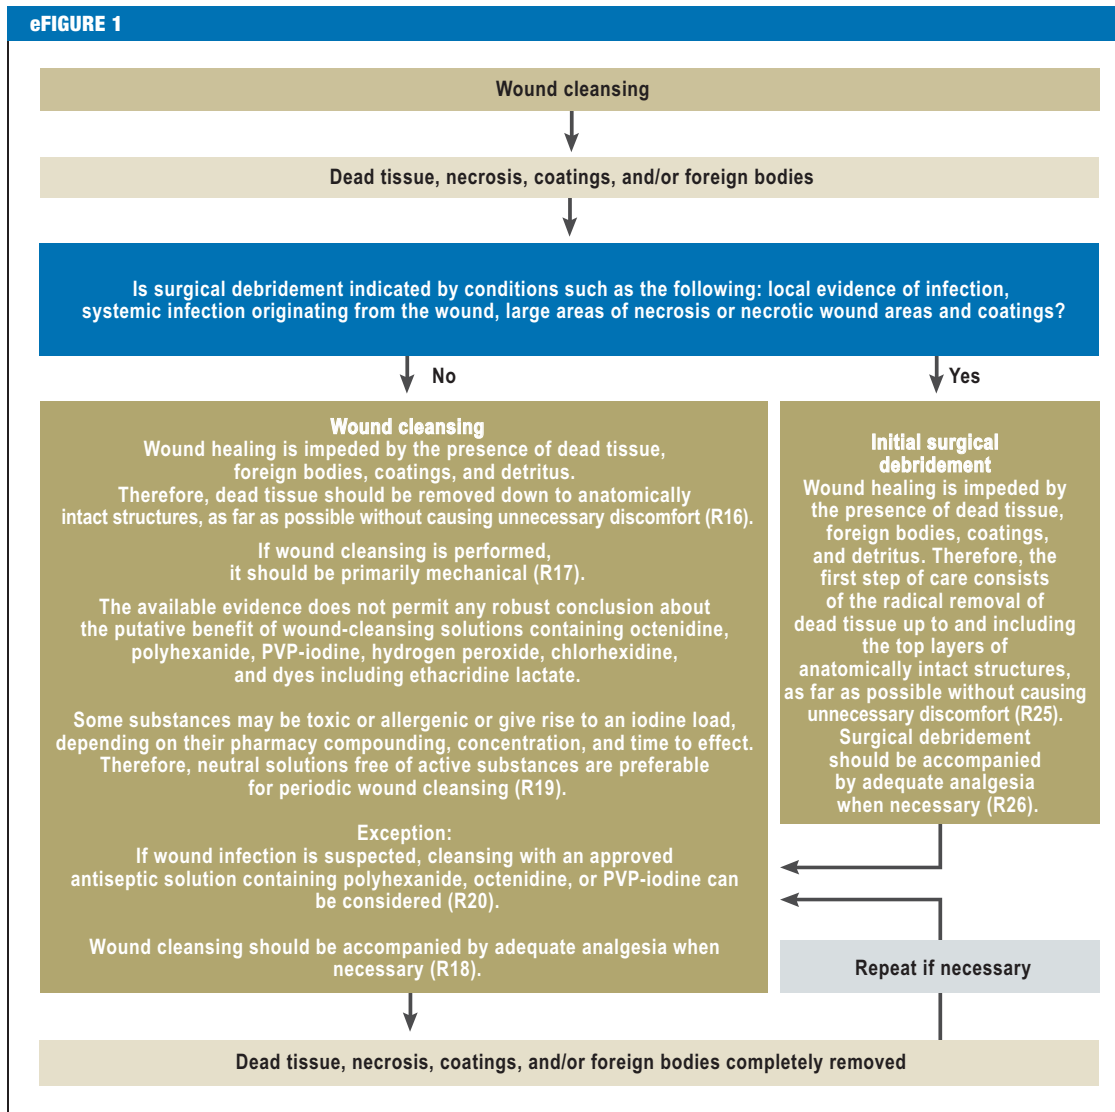 eFIGURE 1
Wound cleansing
Dead tissue, necrosis, coatings, and/or foreign bodies
Is surgical debridement indicated by conditions such as the following: local evidence of infection,
systemic infection originating from the wound, large areas of necrosis or necrotic wound areas and coatings?
No
Yes
Wound cleansing
Wound healing is impeded by the presence of dead tissue,
foreign bodies, coatings, and detritus.
Therefore, dead tissue should be removed down to anatomically
intact structures, as far as possible without causing unnecessary discomfort (R16).
If wound cleansing is performed,
it should be primarily mechanical (R17).
The available evidence does not permit any robust conclusion about
the putative benefit of wound-cleansing solutions containing octenidine,
polyhexanide, PVP-iodine, hydrogen peroxide, chlorhexidine,
and dyes including ethacridine lactate.
Some substances may be toxic or allergenic or give rise to an iodine load,
depending on their pharmacy compounding, concentration, and time to effect.
Therefore, neutral solutions free of active substances are preferable
for periodic wound cleansing (R19).
Exception:
If wound infection is suspected, cleansing with an approved
antiseptic solution containing polyhexanide, octenidine, or PVP-iodine can
be considered (R20).
Wound cleansing should be accompanied by adequate analgesia when
necessary (R18).
Initial surgical
debridement
Wound healing is impeded by
the presence of dead tissue,
foreign bodies, coatings,
and detritus. Therefore, the
first step of care consists
of the radical removal of
dead tissue up to and including
the top layers of
anatomically intact structures,
as far as possible without causing
unnecessary discomfort (R25).
Surgical debridement
should be accompanied
by adequate analgesia
when necessary (R26).
Repeat if necessary
Dead tissue, necrosis, coatings, and/or foreign bodies completely removed